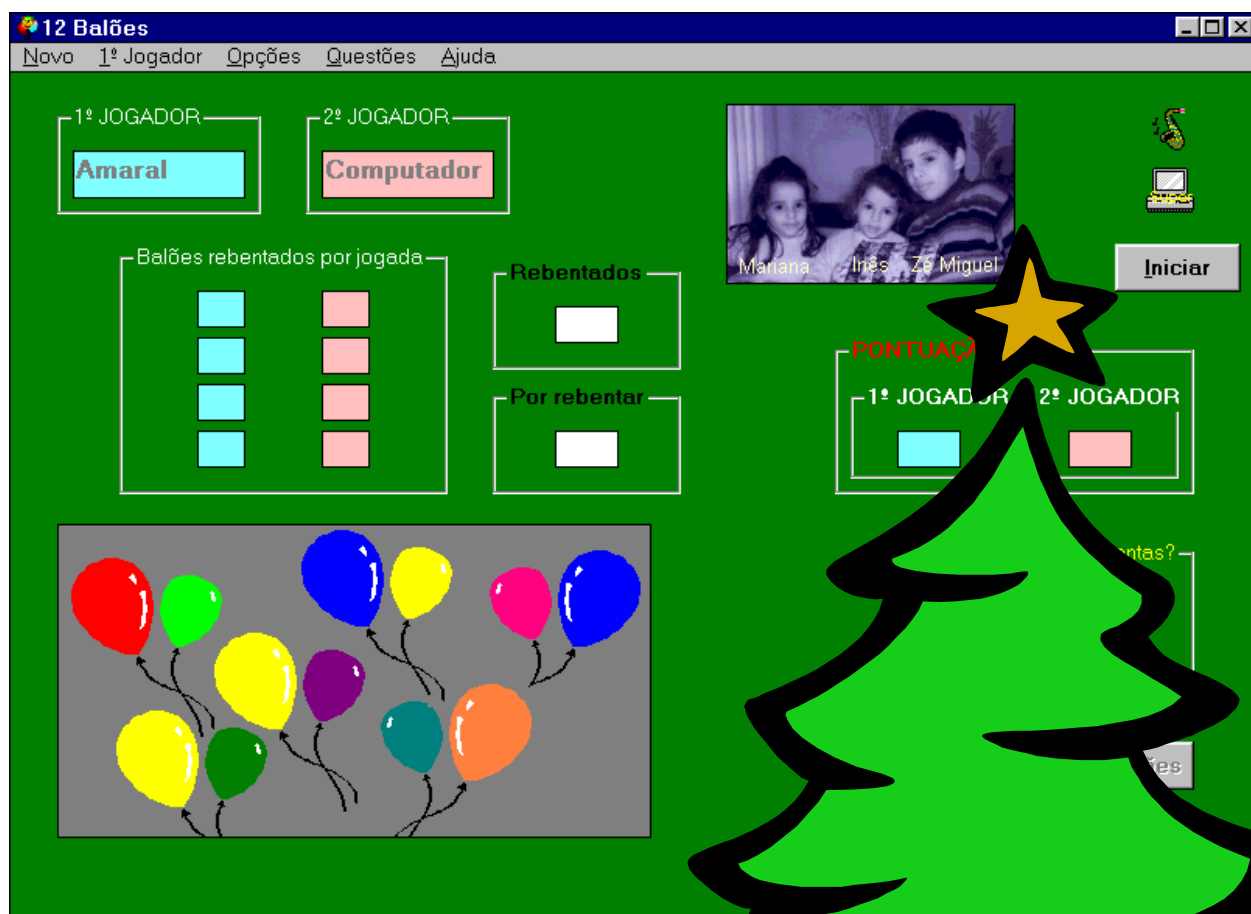 12 Balões
Novo 1º Jogador Opções Questões Ajuda
1º JOGADOR
Amaral
2º JOGADOR
Computador
Mariana Inês Zé Miguel
Iniciar
Balões rebentados por jogada
Rebentados
Por rebentar
1º JOGADOR 2º JOGADOR